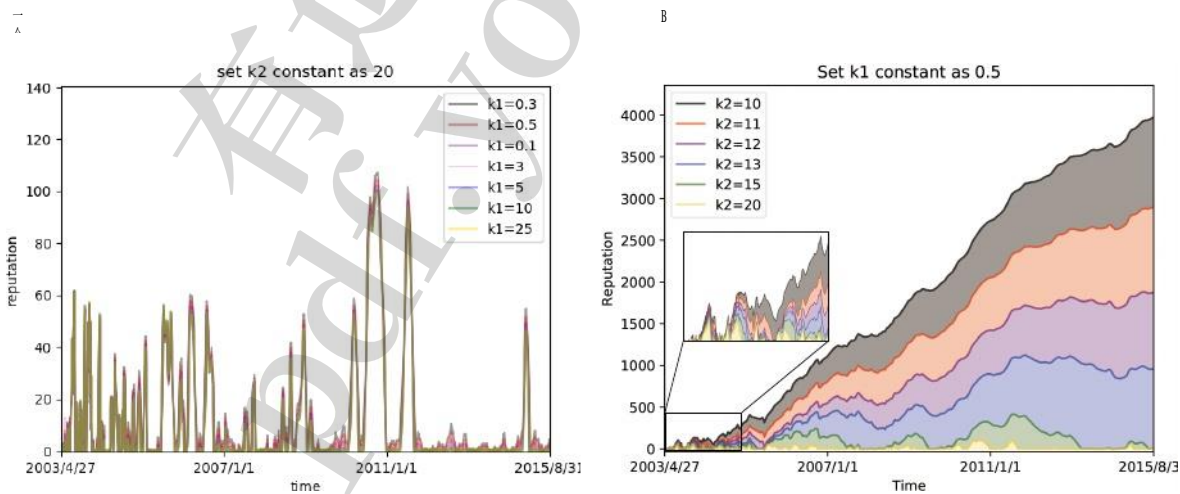 B
set k2 constant as 20
140
120
100
80
60
40
20
0
reputation
k1=0.3
k1=0.5
k1=0.1
k1=3
k1=5
k1=10
k1=25
2003/4/27
2007/1/1
2011/1/1
2015/8/31
time
Set k1 constant as 0.5
4000
3500
3000
2500
2000
1500
1000
500
0
Reputation
k2=10
k2=11
k2=12
k2=13
k2=15
k2=20
2003/4/27
2007/1/1
2011/1/1
2015/8/3
Time
pdf.yo